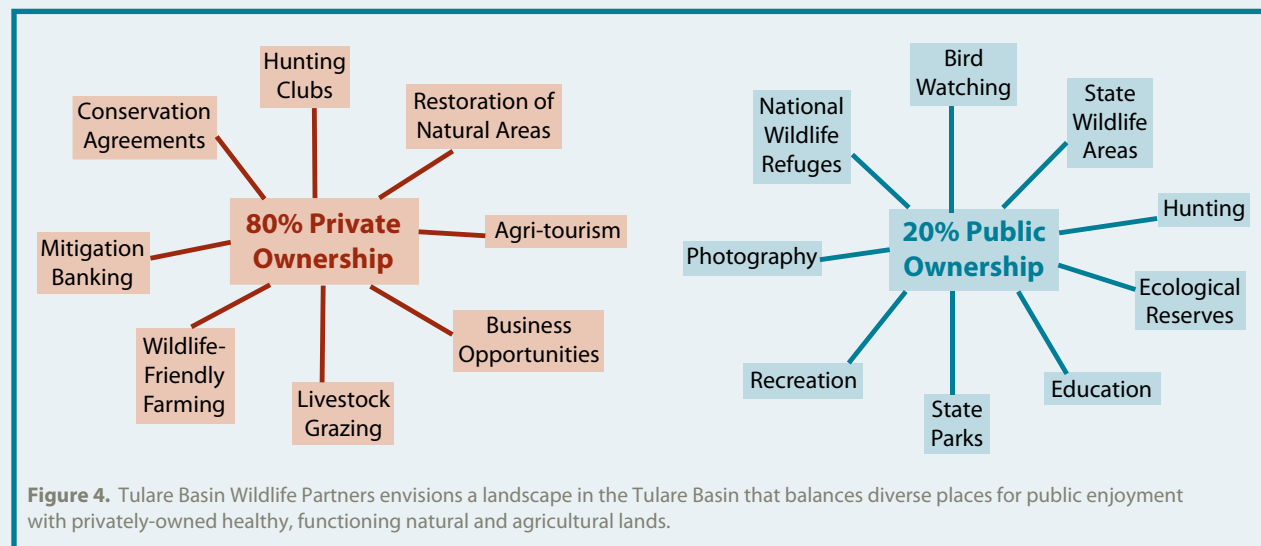 Hunting
Clubs
Restoration of
Natural Areas
Conservation
Agreements
80% Private
Ownership
Agri-tourism
Mitigation
Banking
Business
Opportunities
Wildlife-
Friendly
Farming
Livestock
Grazing
Bird
Watching
State
Wildlife
Areas
National
Wildlife
Refuges
Hunting
20% Public
Ownership
Photography
Ecological
Reserves
Recreation
Education
State
Parks
Figure 4. Tulare Basin Wildlife Partners envisions a landscape in the Tulare Basin that balances diverse places for public enjoyment
with privately-owned healthy, functioning natural and agricultural lands.